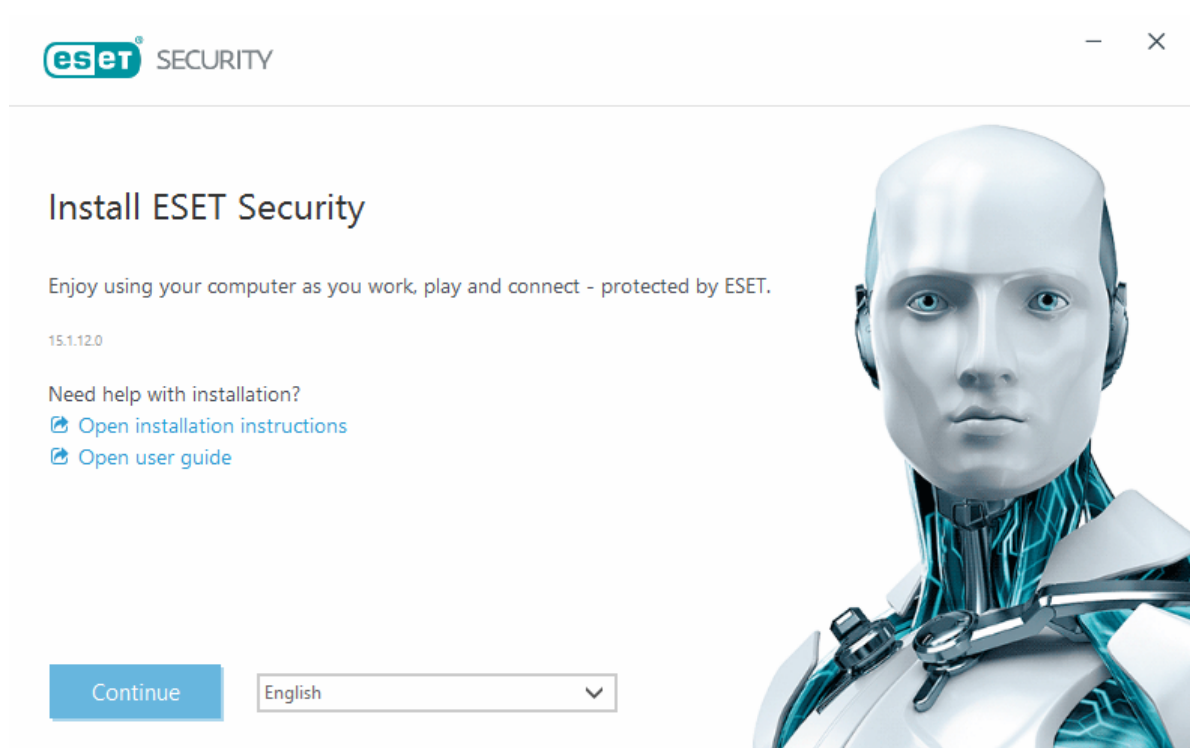 eset® SECURITY
Install ESET Security
Enjoy using your computer as you work, play and connect - protected by ESET.
15.1.12.0
Need help with installation?
Open installation instructions
Open user guide
Continue
English